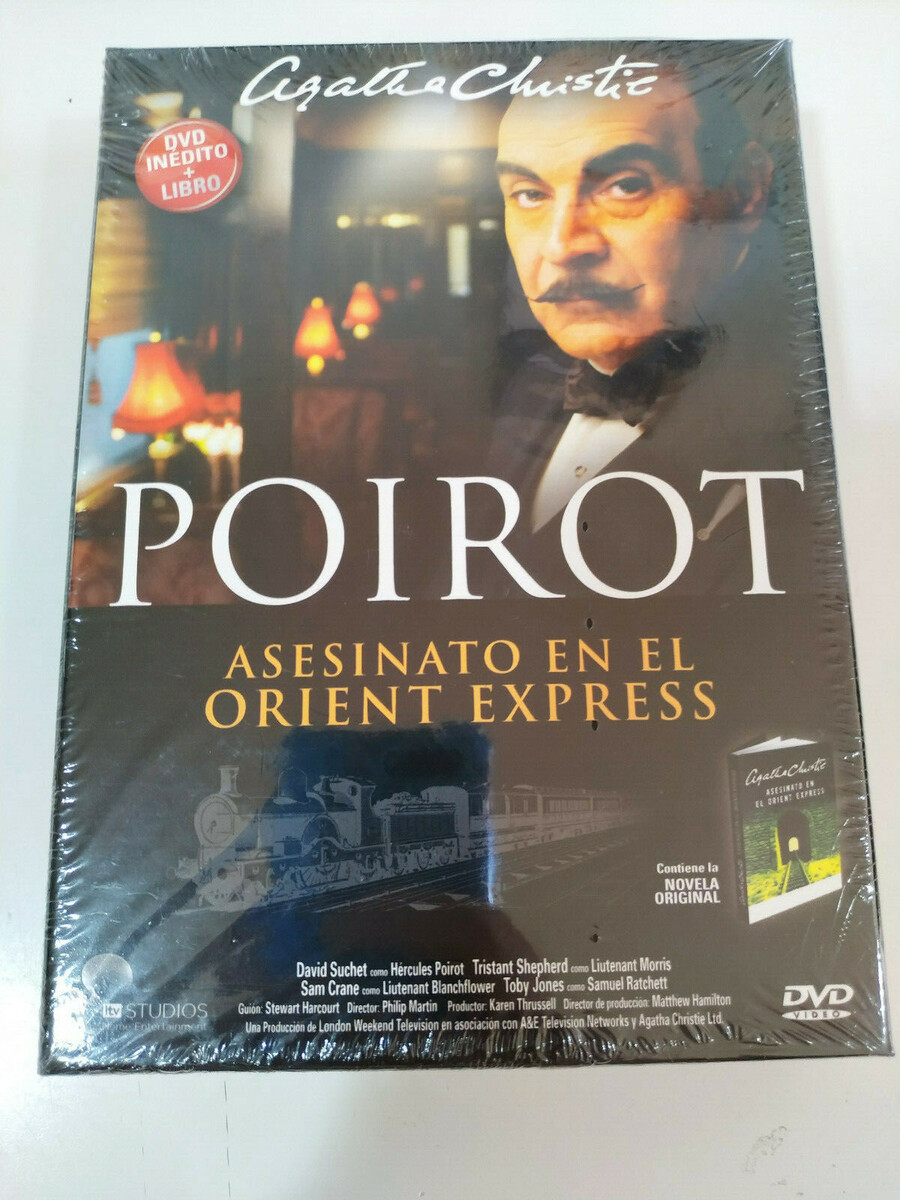 Agatha Christie
DVD
INÉDITO
+
LIBRO
POIROT
ASESINATO EN EL
ORIENT EXPRESS
Agatha Christie
ASESINATO EN
EL ORIENT EXPRESS
Contiene la
NOVELA
ORIGINAL
David Suchet como Hércules Poirot Tristant Shepherd como Liutenant Morris
Sam Crane como Liutenant Blanchflower Toby Jones como Samuel Ratchett
Guión: Stewart Harcourt Director: Philip Martin Productor: Karen Thrussell Director de producción: Matthew Hamilton
Una Producción de London Weekend Television en asociación con A&E Television Networks y Agatha Christie Ltd.
itv STUDIOS
Home Entertainment
DVD
VIDEO